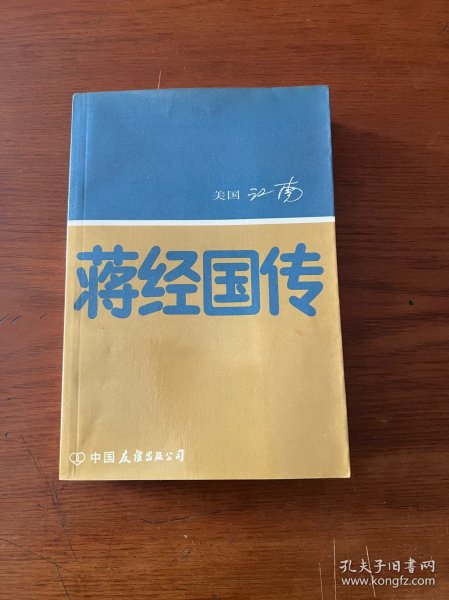 美国 江南
蒋经国传
中国友谊出版公司
孔夫子旧书网
www.kongfz.com